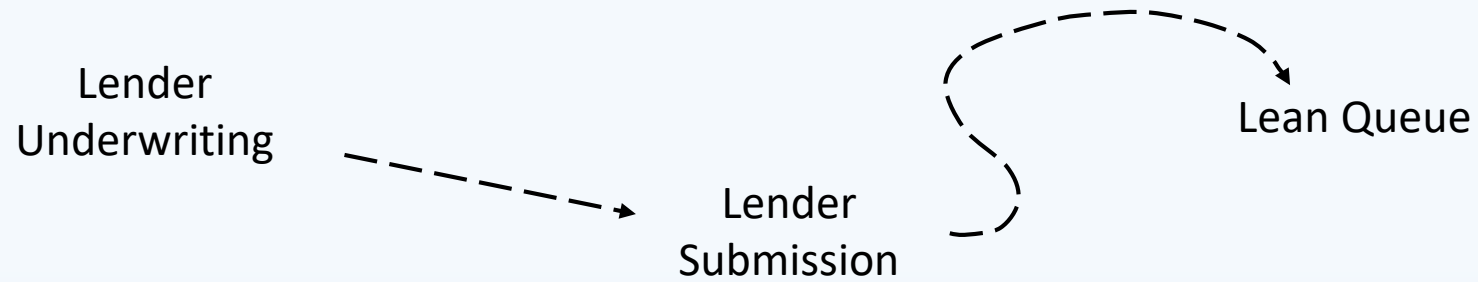 Lender
Underwriting
Lender
Submission
Lean Queue